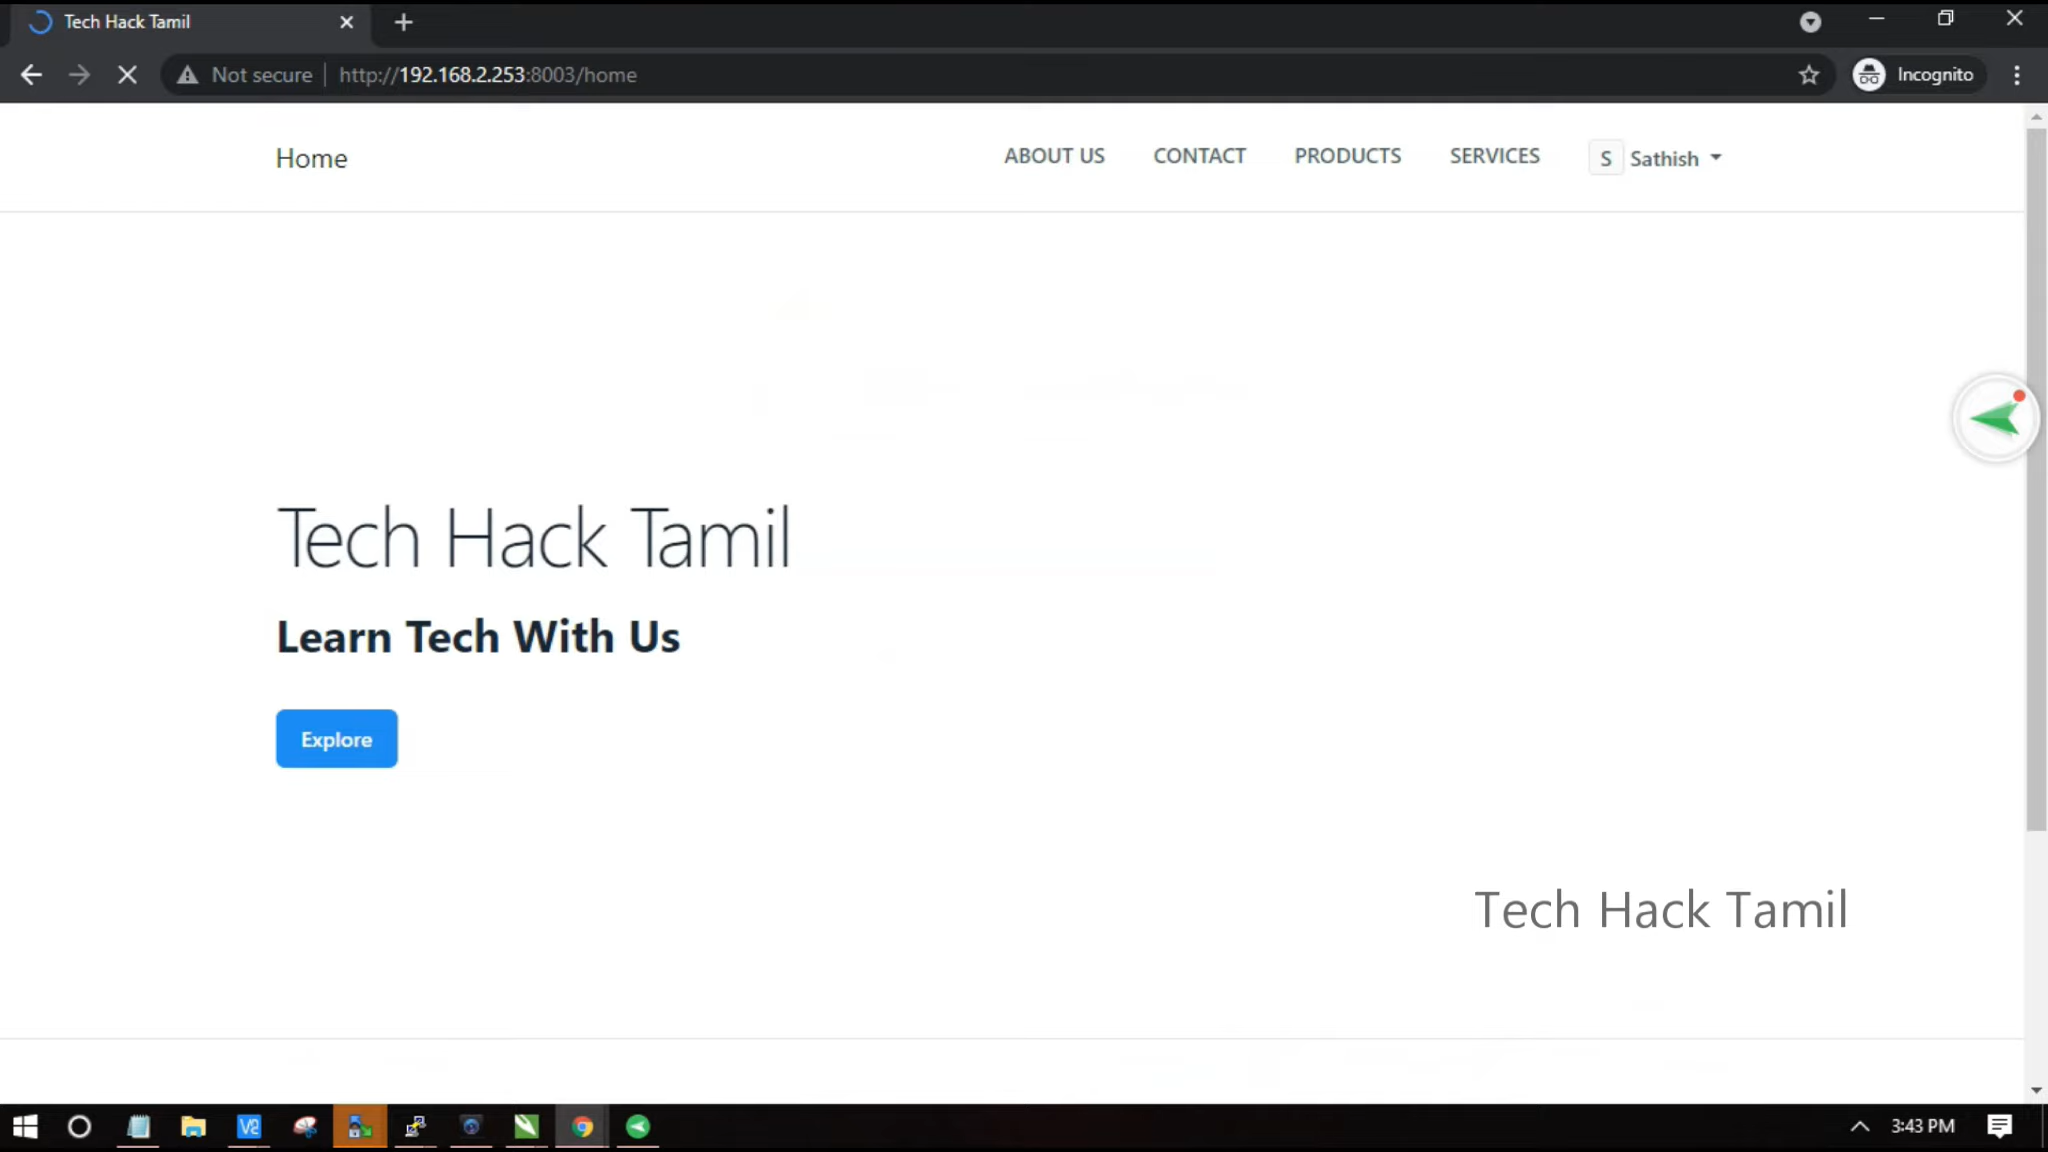 Tech Hack Tamil
Not secure http://192.168.2.253:8003/home
Incognito
Home
ABOUT US
CONTACT
PRODUCTS
SERVICES
S Sathish
Tech Hack Tamil
Learn Tech With Us
Explore
Tech Hack Tamil
3:43 PM